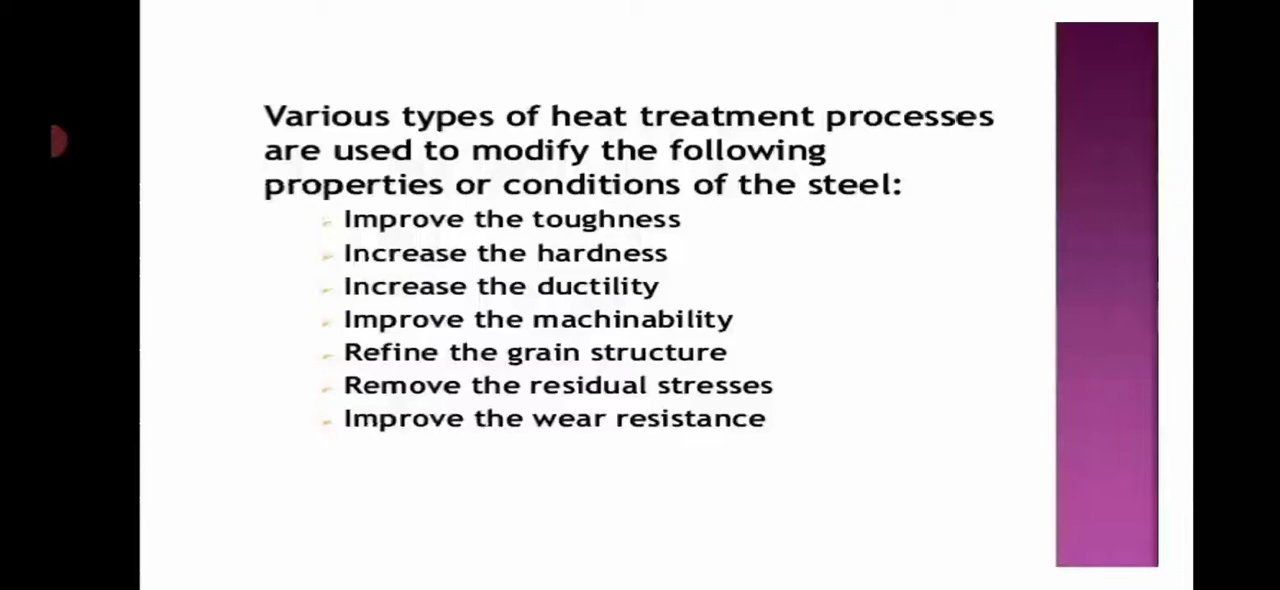 Various types of heat treatment processes
are used to modify the following
properties or conditions of the steel:
Improve the toughness
Increase the hardness
Increase the ductility
Improve the machinability
Refine the grain structure
Remove the residual stresses
Improve the wear resistance